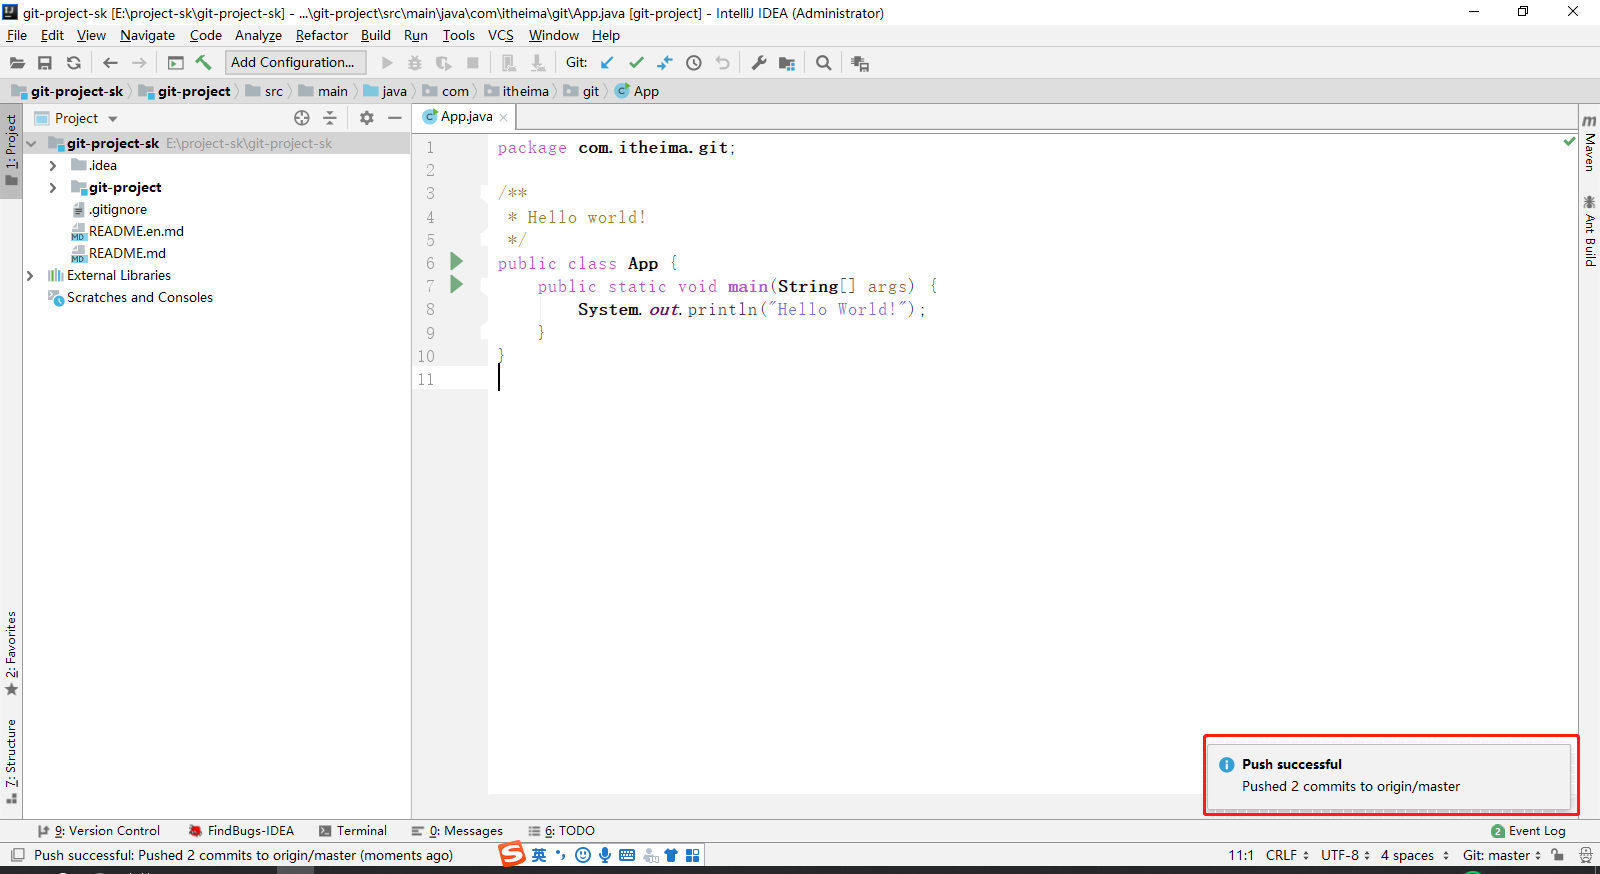 git-project-sk [E:\project-sk\git-project-sk] - ...\git-project\src\main\java\com\itheima\git\App.java [git-project] - IntelliJ IDEA (Administrator)
File Edit View Navigate Code Analyze Refactor Build Run Tools VCS Window Help
Add Configuration... Git:
git-project-sk git-project src main java com itheima git App
1: Project
Project
git-project-sk E:\project-sk\git-project-sk
.idea
git-project
.gitignore
README.en.md
README.md
External Libraries
Scratches and Consoles
App.java
1 package com.itheima.git;
2
3 /**
4 * Hello world!
5 */
6 public class App {
7 public static void main(String[] args) {
8 System.out.println("Hello World!");
9 }
10 }
11
Maven
Ant Build
2: Favorites
7: Structure
Push successful
Pushed 2 commits to origin/master
9: Version Control FindBugs-IDEA Terminal 0: Messages 6: TODO 2 Event Log
Push successful: Pushed 2 commits to origin/master (moments ago) 英 11:1 CRLF UTF-8 4 spaces Git: master